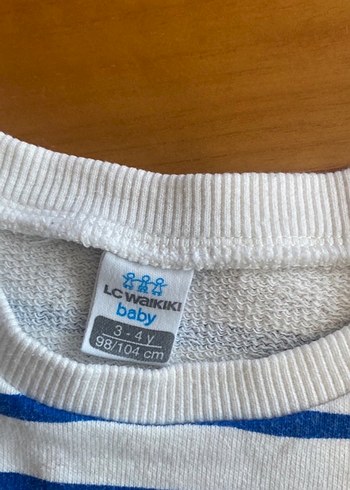 LC WAIKIKI
baby
3 - 4 Y
98/104 cm